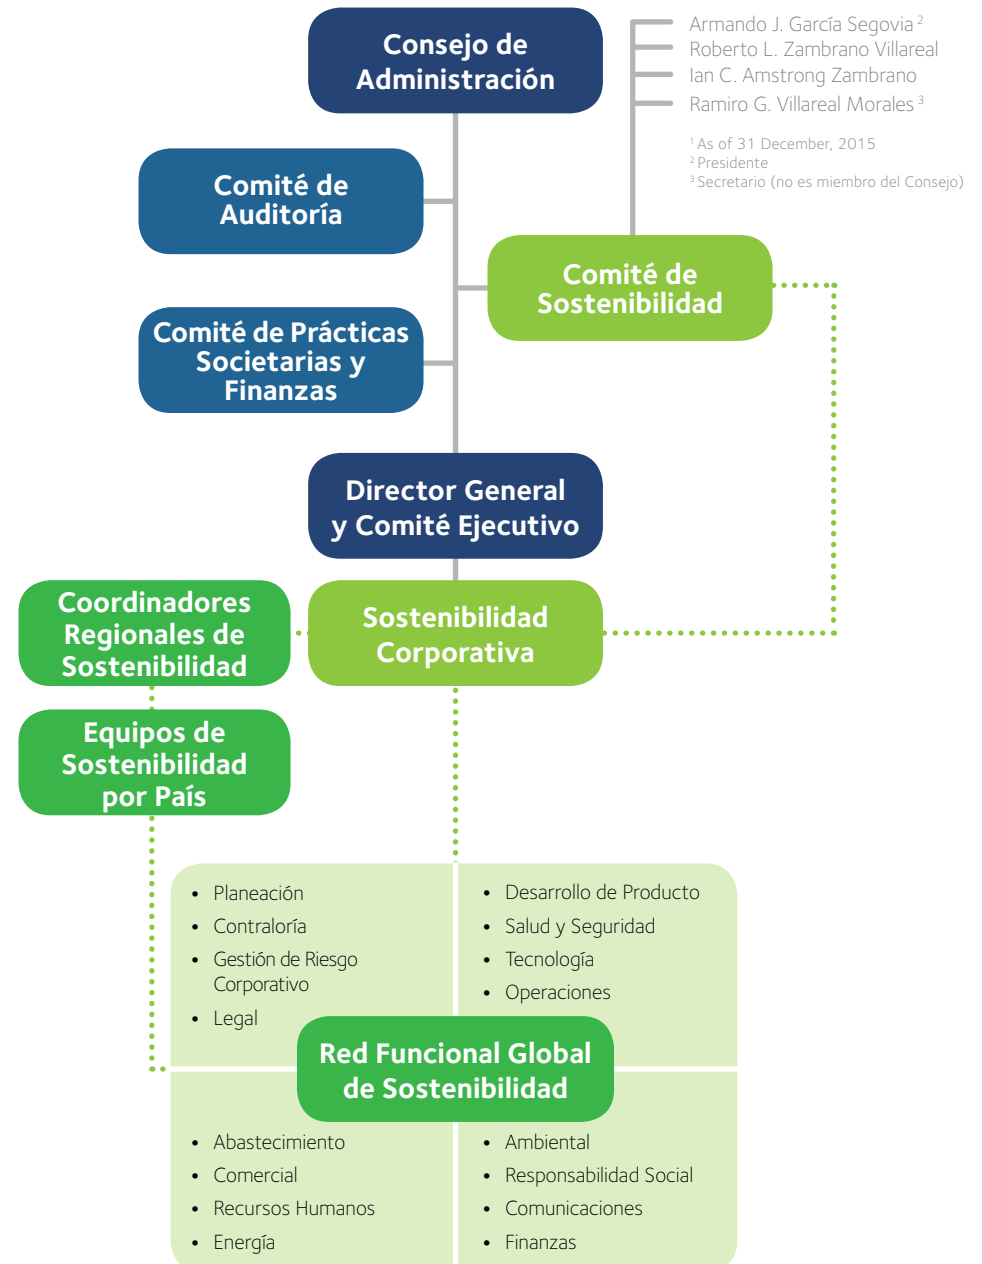 Consejo de
Administración
Armando J. García Segovia ²
Roberto L. Zambrano Villareal
Ian C. Amstrong Zambrano
Ramiro G. Villareal Morales ³
¹ As of 31 December, 2015
² Presidente
³ Secretario (no es miembro del Consejo)
Comité de
Auditoría
Comité de
Sostenibilidad
Comité de Prácticas
Societarias y
Finanzas
Director General
y Comité Ejecutivo
Coordinadores
Regionales de
Sostenibilidad
Sostenibilidad
Corporativa
Equipos de
Sostenibilidad
por País
• Planeación
• Contraloría
• Gestión de Riesgo
Corporativo
• Legal
• Desarrollo de Producto
• Salud y Seguridad
• Tecnología
• Operaciones
Red Funcional Global
de Sostenibilidad
• Abastecimiento
• Comercial
• Recursos Humanos
• Energía
• Ambiental
• Responsabilidad Social
• Comunicaciones
• Finanzas